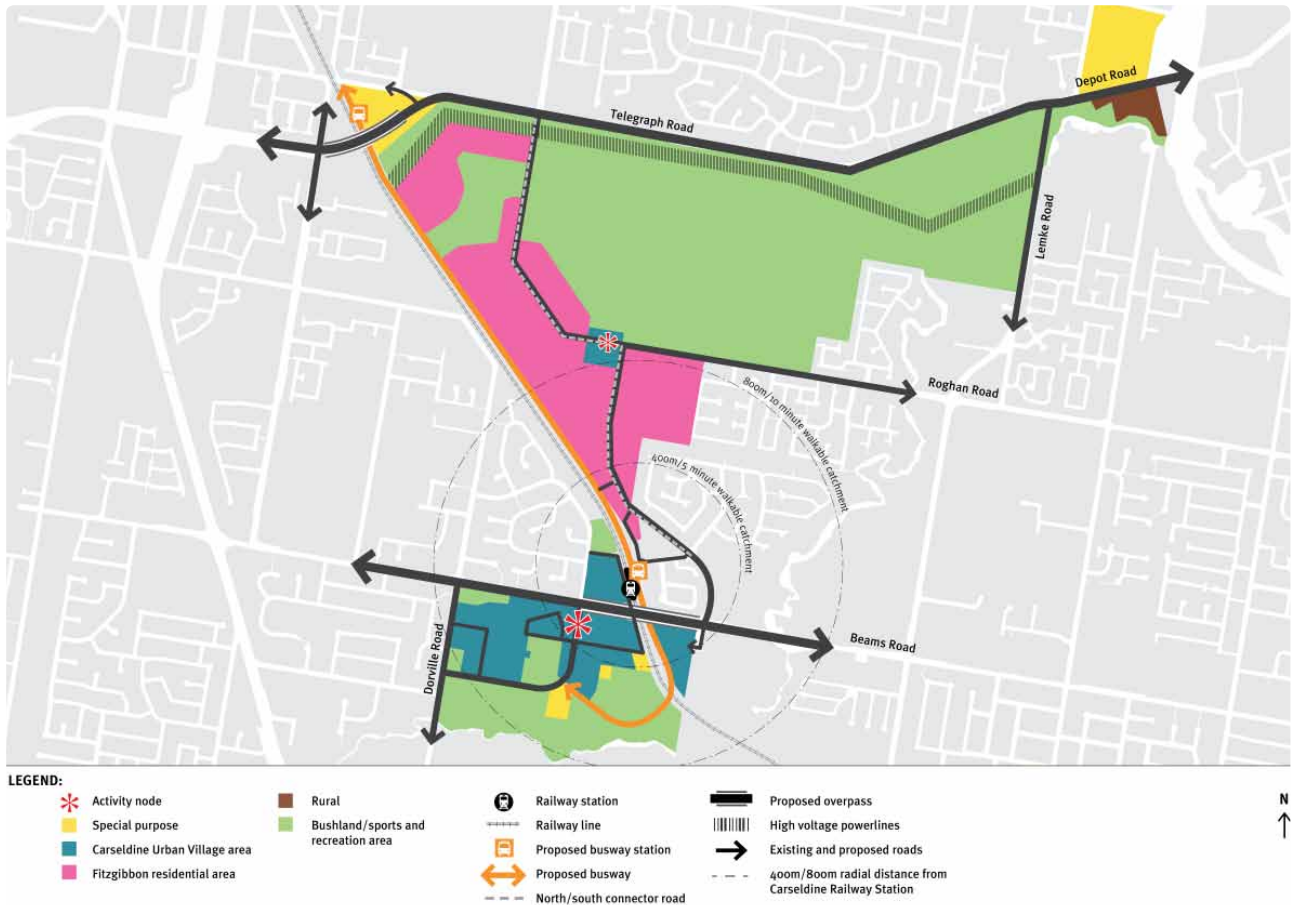 Depot Road
Telegraph Road
Lemke Road
Roghan Road
800m/10 minute walkable catchment
400m/5 minute walkable catchment
Beams Road
Dorville Road
LEGEND:
Activity node
Special purpose
Carseldine Urban Village area
Fitzgibbon residential area
Rural
Bushland/sports and
recreation area
Railway station
Railway line
Proposed busway station
Proposed busway
North/south connector road
Proposed overpass
High voltage powerlines
Existing and proposed roads
400m/800m radial distance from
Carseldine Railway Station
N